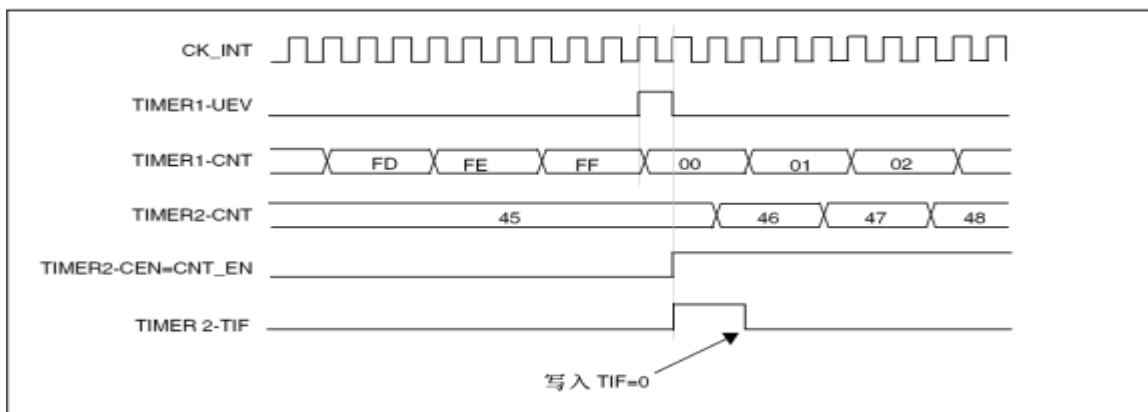 CK_INT
TIMER1-UEV
TIMER1-CNT FD FE FF 00 01 02
TIMER2-CNT 45 46 47 48
TIMER2-CEN=CNT_EN
TIMER 2-TIF
写入 TIF=0